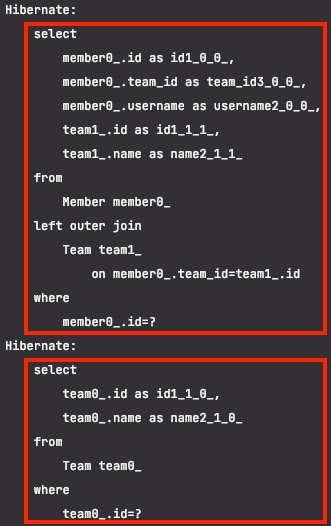 Hibernate:
select
member0_.id as id1_0_0_,
member0_.team_id as team_id3_0_0_,
member0_.username as username2_0_0_,
team1_.id as id1_1_1_,
team1_.name as name2_1_1_
from
Member member0_
left outer join
Team team1_
on member0_.team_id=team1_.id
where
member0_.id=?
Hibernate:
select
team0_.id as id1_1_0_,
team0_.name as name2_1_0_
from
Team team0_
where
team0_.id=?